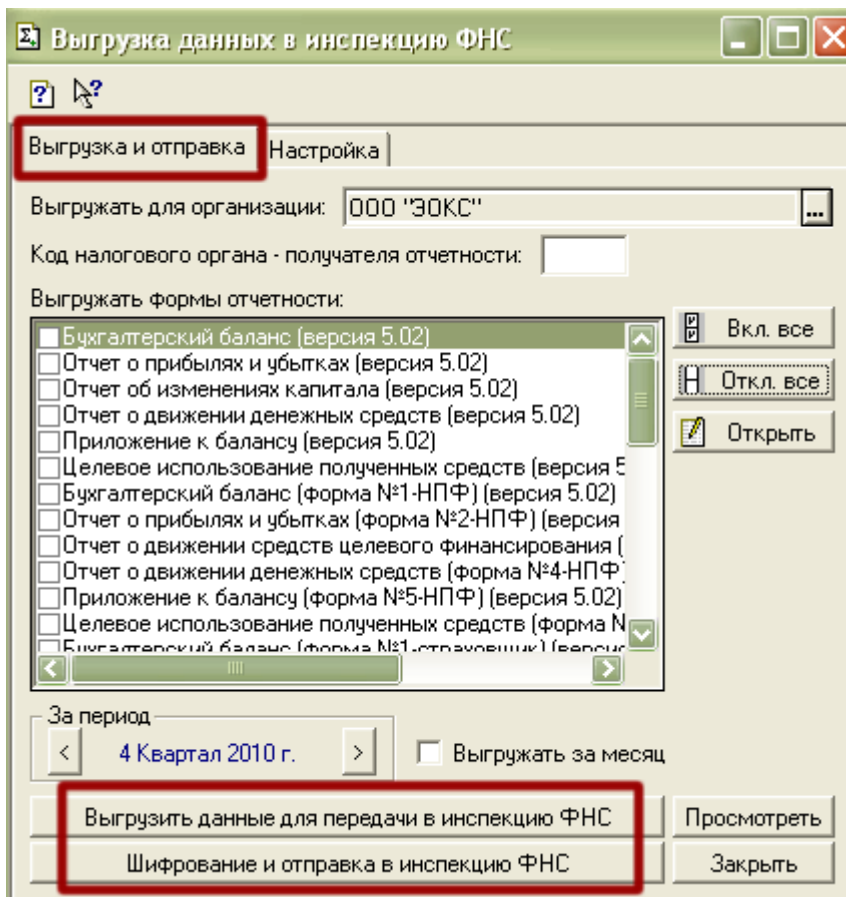 Выгрузка данных в инспекцию ФНС
Выгрузка и отправка
Настройка
Выгружать для организации: ООО "ЭОКС" ...
Код налогового органа - получателя отчетности:
Выгружать формы отчетности:
Бухгалтерский баланс (версия 5.02)
Отчет о прибылях и убытках (версия 5.02)
Отчет об изменениях капитала (версия 5.02)
Отчет о движении денежных средств (версия 5.02)
Приложение к балансу (версия 5.02)
Целевое использование полученных средств (версия 5
Бухгалтерский баланс (форма №1-НПФ) (версия 5.02)
Отчет о прибылях и убытках (форма №2-НПФ) (версия
Отчет о движении средств целевого финансирования (
Отчет о движении денежных средств (форма №4-НПФ)
Приложение к балансу (форма №5-НПФ) (версия 5.02)
Целевое использование полученных средств (форма N
Бухгалтерский баланс (форма №1-страховщик) (версия
Вкл. все
Откл. все
Открыть
За период
< 4 Квартал 2010 г. >
Выгружать за месяц
Выгрузить данные для передачи в инспекцию ФНС
Просмотреть
Шифрование и отправка в инспекцию ФНС
Закрыть